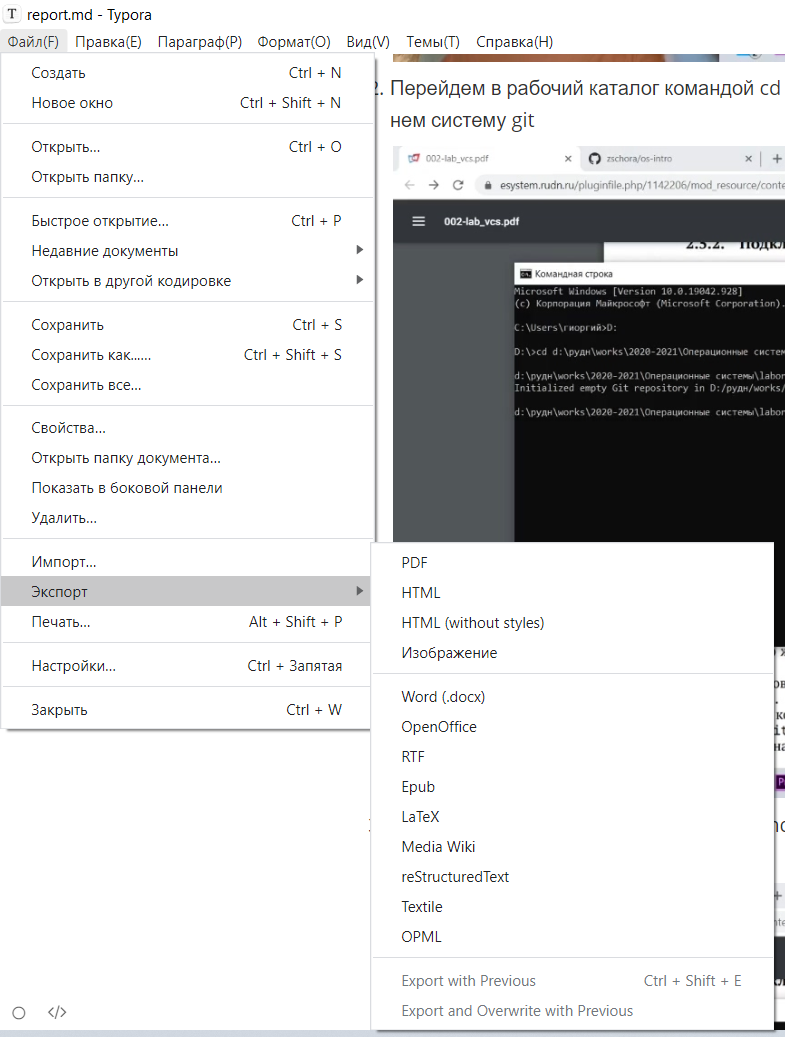 report.md - Typora
Файл(F) Правка(E) Параграф(P) Формат(O) Вид(V) Темы(T) Справка(H)
Создать Ctrl + N
Новое окно Ctrl + Shift + N
Открыть... Ctrl + O
Открыть папку...
Быстрое открытие... Ctrl + P
Недавние документы
Открыть в другой кодировке
Сохранить Ctrl + S
Сохранить как...... Ctrl + Shift + S
Сохранить все...
Свойства...
Открыть папку документа...
Показать в боковой панели
Удалить...
Импорт...
Экспорт
Печать... Alt + Shift + P
Настройки... Ctrl + Запятая
Закрыть Ctrl + W
PDF
HTML
HTML (without styles)
Изображение
Word (.docx)
OpenOffice
RTF
Epub
LaTeX
Media Wiki
reStructuredText
Textile
OPML
Export with Previous Ctrl + Shift + E
Export and Overwrite with Previous
2. Перейдем в рабочий каталог командой cd
нем систему git
002-lab_vcs.pdf zschora/os-intro
esystem.rudn.ru/pluginfile.php/1142206/mod_resource/conte
002-lab_vcs.pdf
2.3.2. Подкл
Командная строка
Microsoft Windows [Version 10.0.19042.928]
(c) Корпорация Майкрософт (Microsoft Corporation).
C:\Users\гиоргий>D:
D:\>cd d:\рудн\works\2020-2021\Операционные систем
d:\рудн\works\2020-2021\Операционные системы\labor
Initialized empty Git repository in D:/рудн/works/
d:\рудн\works\2020-2021\Операционные системы\labor